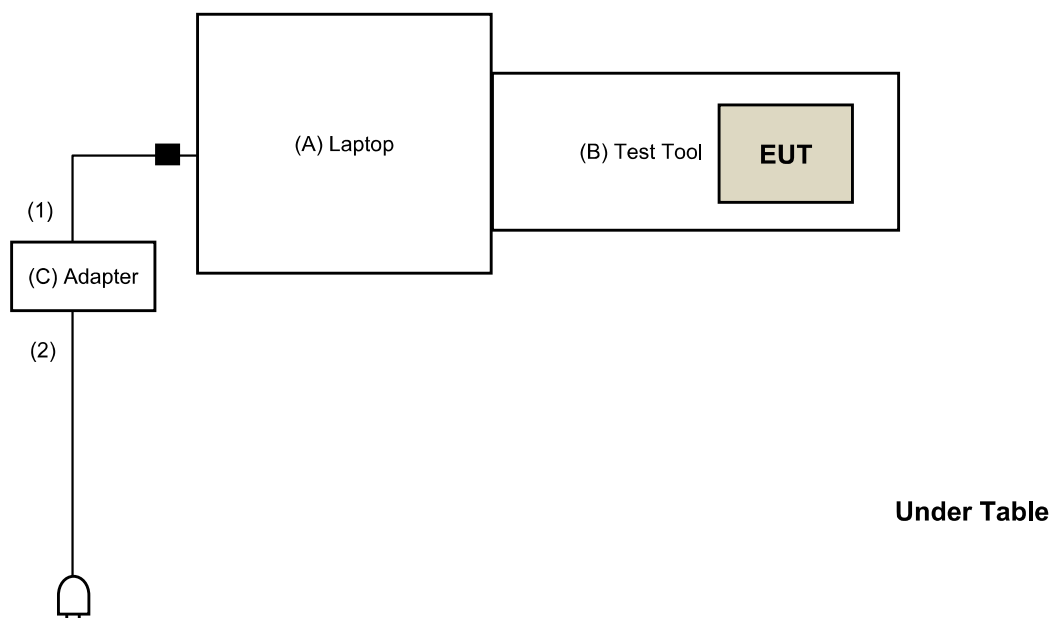 (A) Laptop
(B) Test Tool
EUT
(1)
(C) Adapter
(2)
Under Table